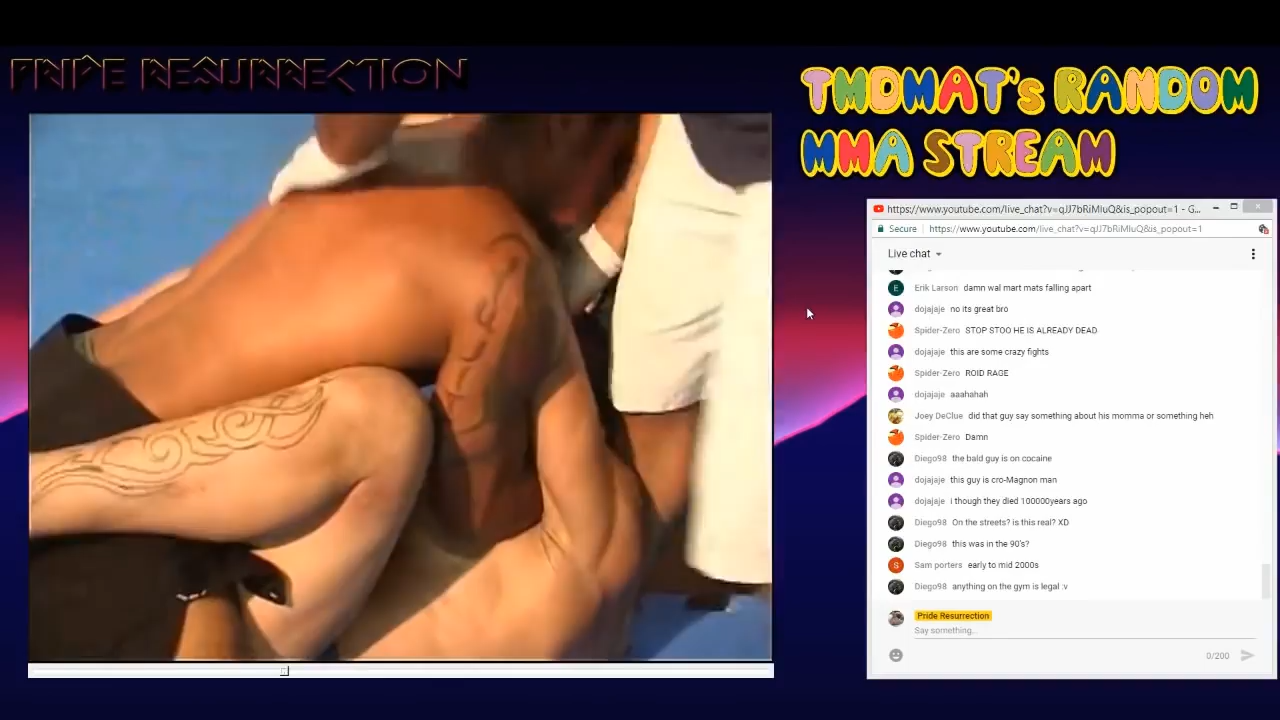 PRIDE RESURRECTION
TMDMAT's RANDOM
MMA STREAM
https://www.youtube.com/live_chat?v=qJJ7bRiMIuQ&is_popout=1 - G...
Secure https://www.youtube.com/live_chat?v=qJJ7bRiMIuQ&is_popout=1
Live chat
Erik Larson damn wal mart mats falling apart
dojajaje no its great bro
Spider-Zero STOP STOO HE IS ALREADY DEAD
dojajaje this are some crazy fights
Spider-Zero ROID RAGE
dojajaje aaahahah
Joey DeClue did that guy say something about his momma or something heh
Spider-Zero Damn
Diego98 the bald guy is on cocaine
dojajaje this guy is cro-Magnon man
dojajaje i though they died 100000years ago
Diego98 On the streets? is this real? XD
Diego98 this was in the 90's?
Sam porters early to mid 2000s
Diego98 anything on the gym is legal :v
Pride Resurrection
Say something...
0/200